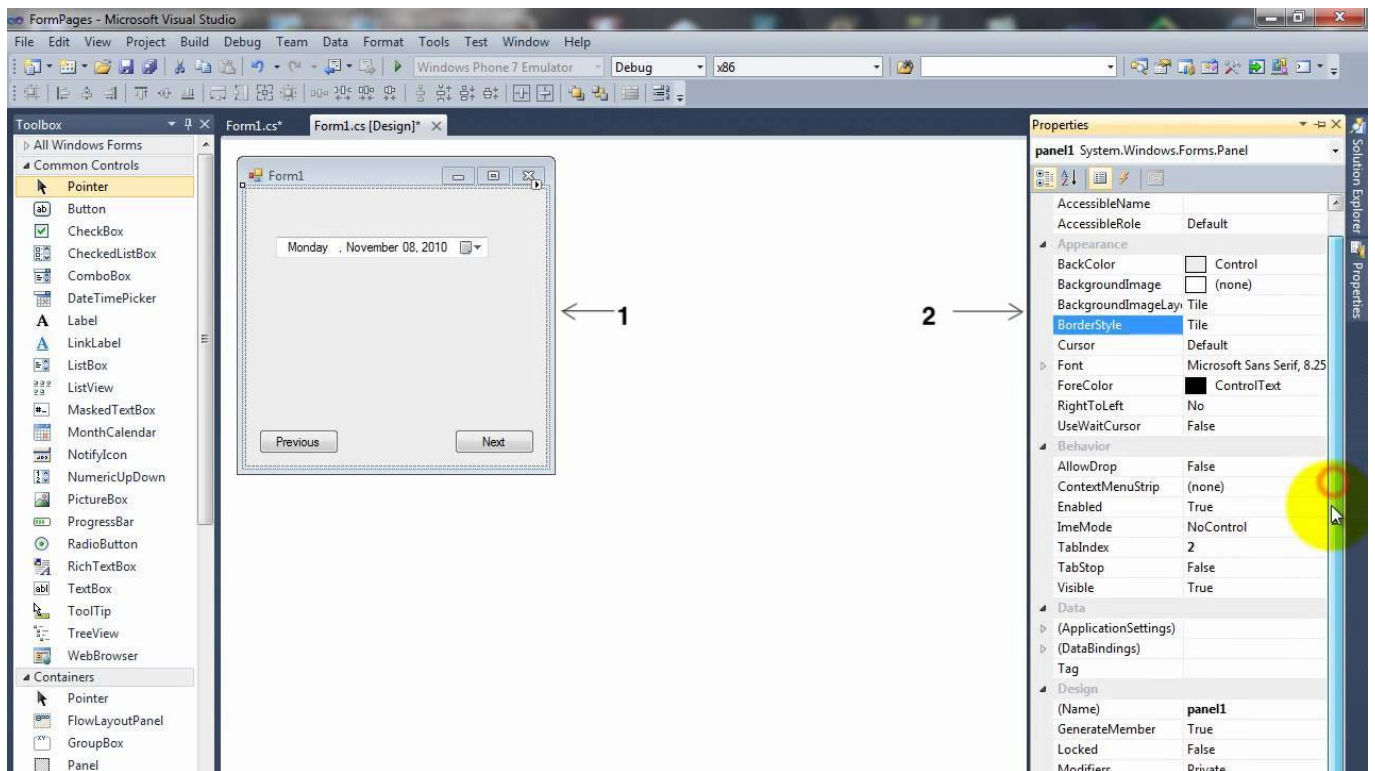 FormPages - Microsoft Visual Studio
File Edit View Project Build Debug Team Data Format Tools Test Window Help
Windows Phone 7 Emulator Debug x86
Toolbox
All Windows Forms
Common Controls
Pointer
Button
CheckBox
CheckedListBox
ComboBox
DateTimePicker
A Label
A LinkLabel
ListBox
ListView
MaskedTextBox
MonthCalendar
NotifyIcon
NumericUpDown
PictureBox
ProgressBar
RadioButton
RichTextBox
abl TextBox
ToolTip
TreeView
WebBrowser
Containers
Pointer
FlowLayoutPanel
GroupBox
Panel
Form1.cs* Form1.cs [Design]*
Form1
Monday , November 08, 2010
1
2
Previous Next
Properties
panel1 System.Windows.Forms.Panel
AccessibleName
AccessibleRole Default
Appearance
BackColor Control
BackgroundImage (none)
BackgroundImageLay Tile
BorderStyle Tile
Cursor Default
Font Microsoft Sans Serif, 8.25
ForeColor ControlText
RightToLeft No
UseWaitCursor False
Behavior
AllowDrop False
ContextMenuStrip (none)
Enabled True
ImeMode NoControl
TabIndex 2
TabStop False
Visible True
Data
(ApplicationSettings)
(DataBindings)
Tag
Design
(Name) panel1
GenerateMember True
Locked False
Modifiers Private
Solution Explorer
Properties